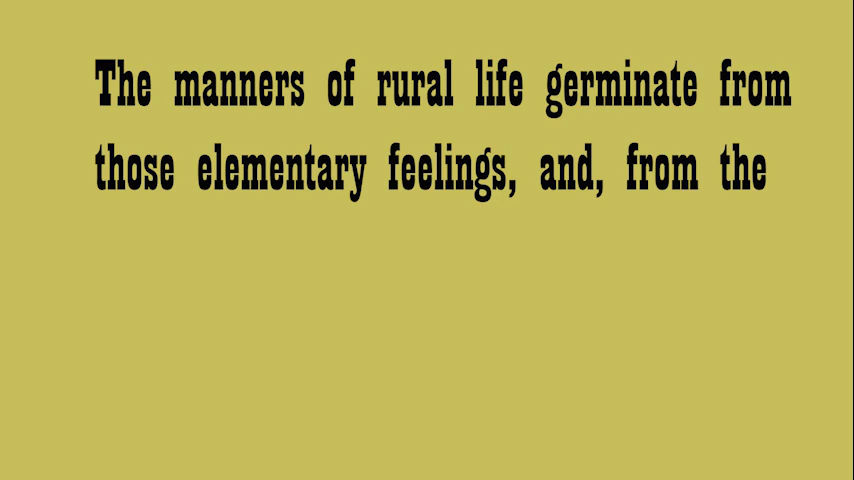 The manners of rural life germinate from
those elementary feelings, and, from the